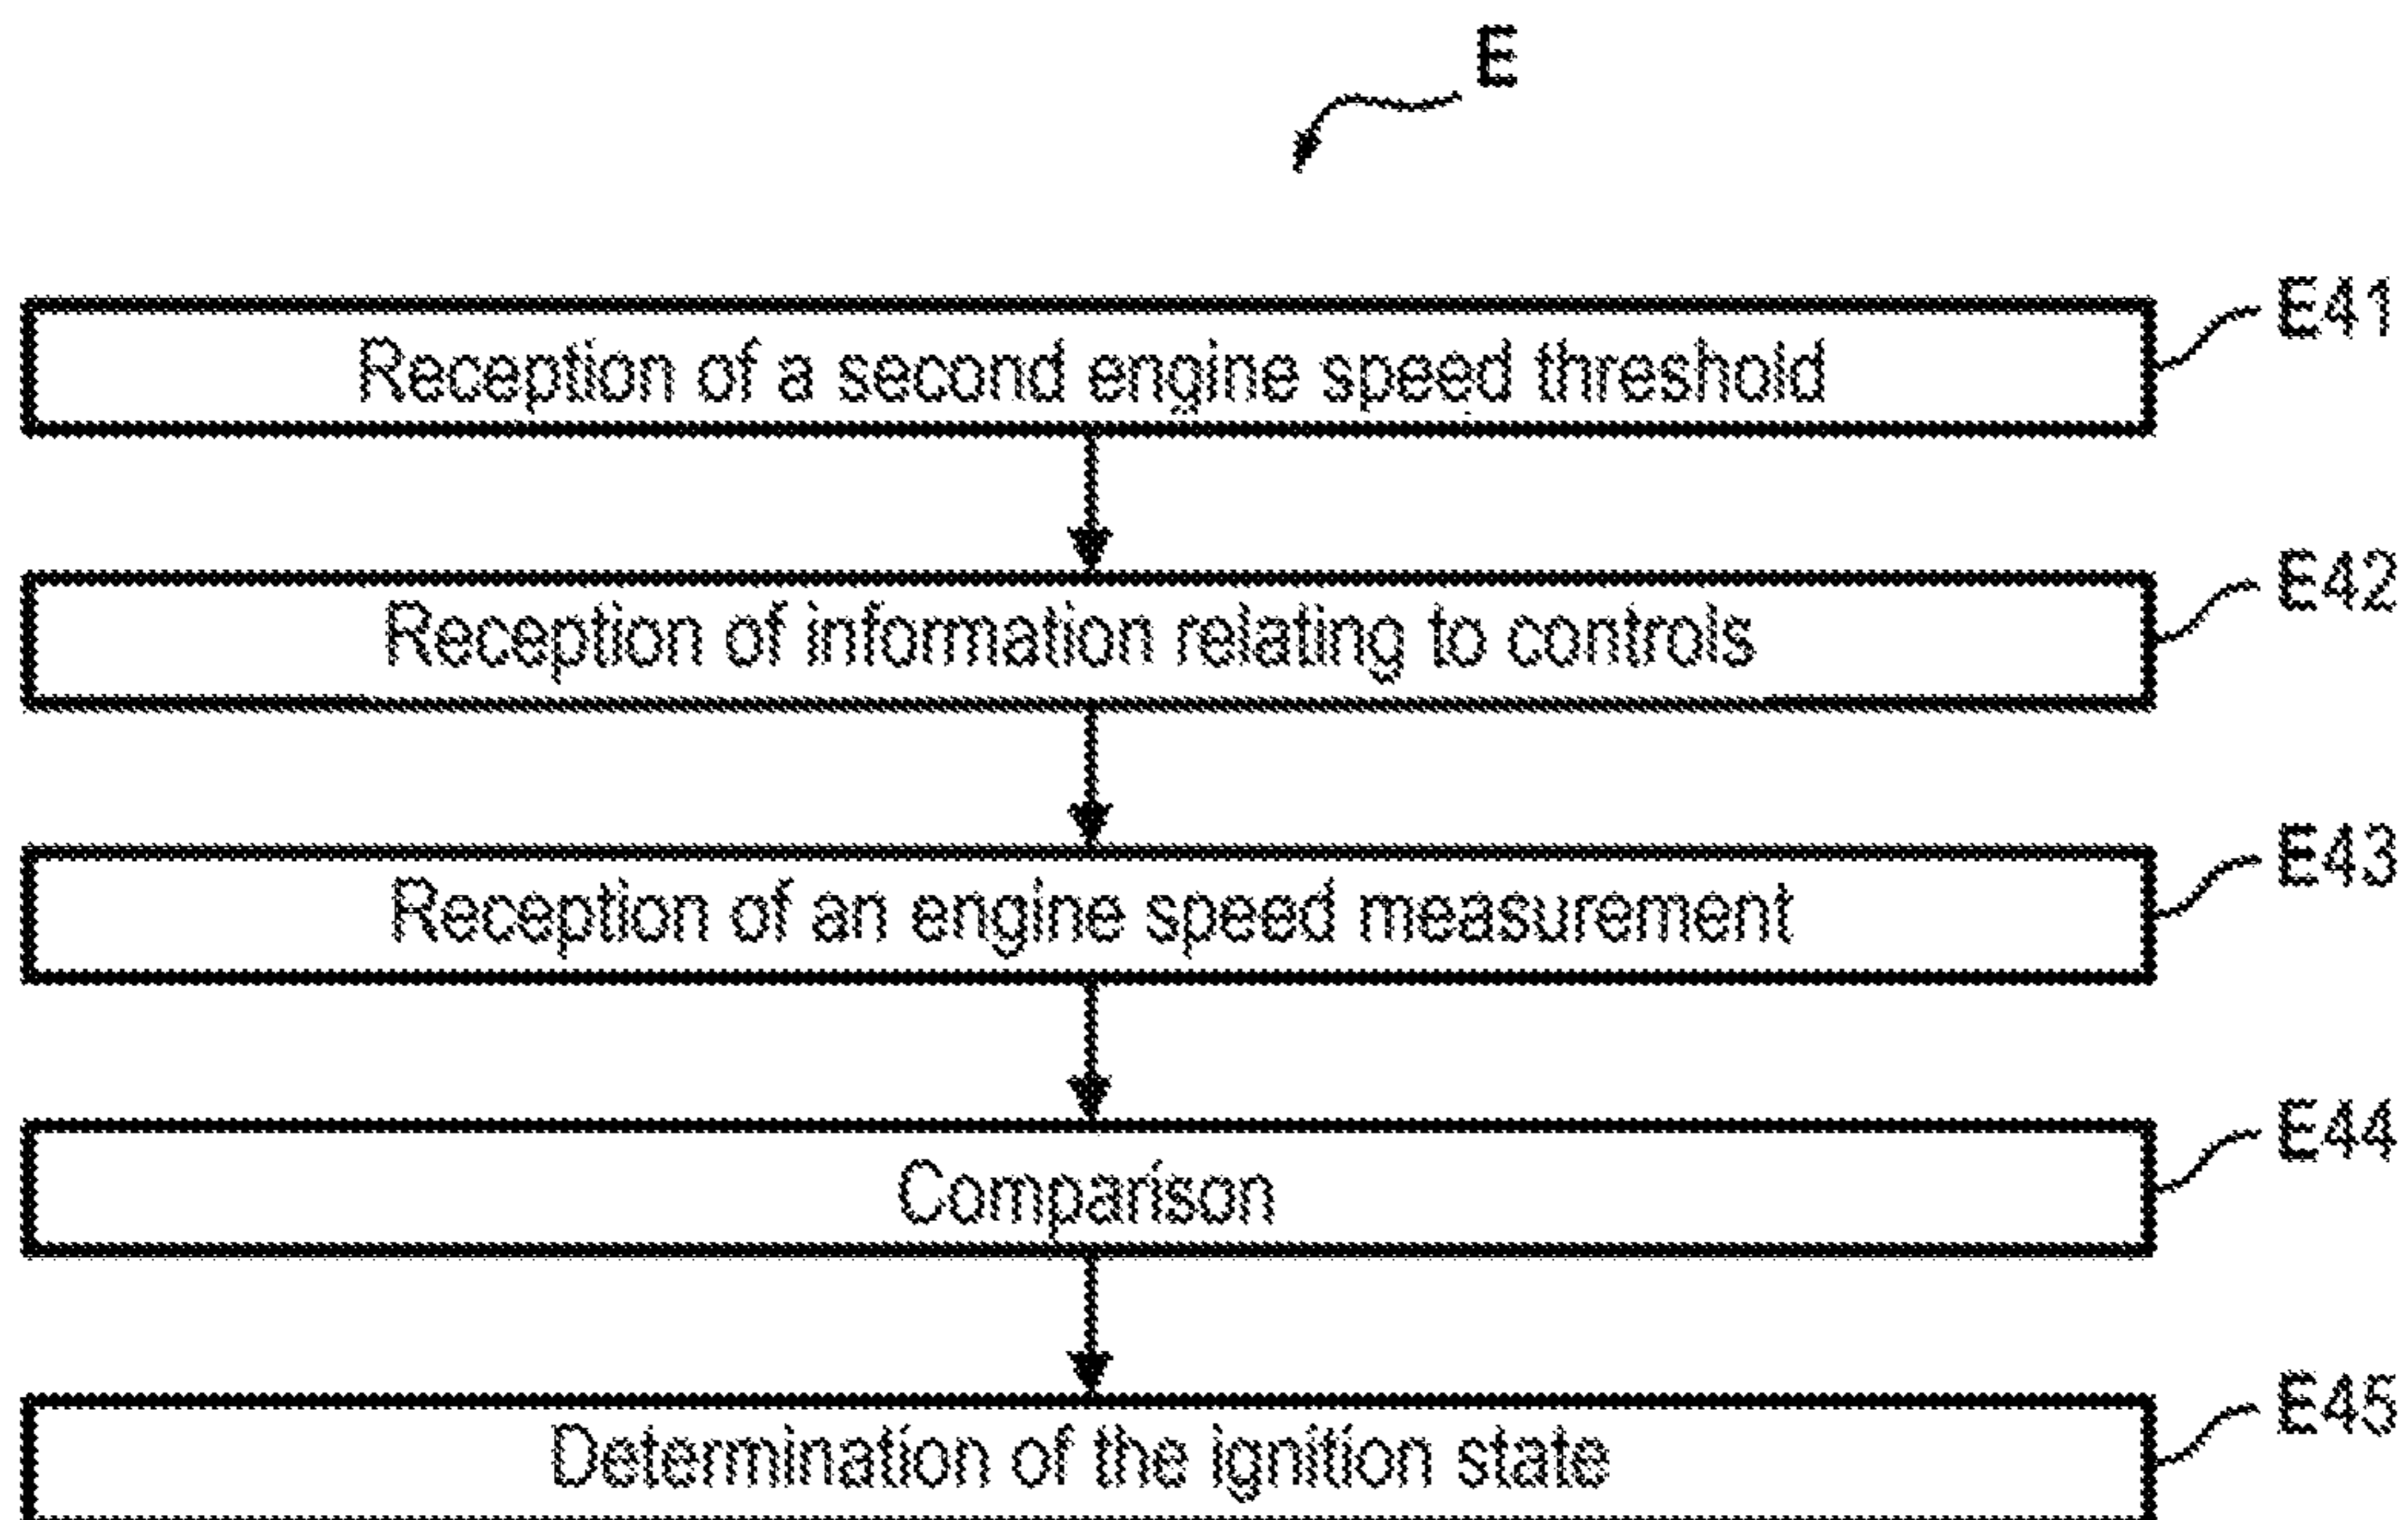 E
Reception of a second engine speed threshold
E41
Reception of information relating to controls
E42
Reception of an engine speed measurement
E43
Comparison
E44
Determination of the ignition state
E45